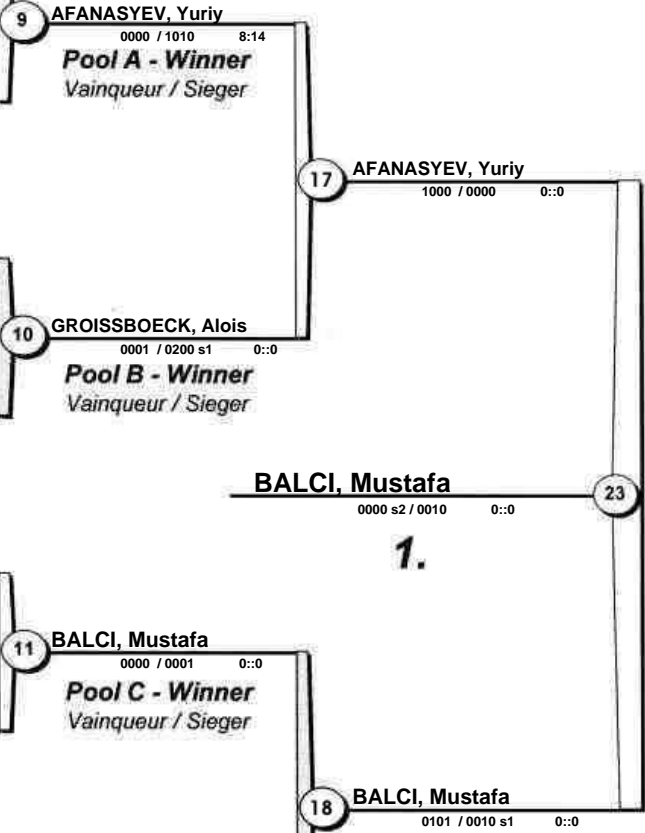 9
AFANASYEV, Yuriy
0000 / 1010 8:14
Pool A - Winner
Vainqueur / Sieger
17
AFANASYEV, Yuriy
1000 / 0000 0::0
10
GROISSBOECK, Alois
0001 / 0200 s1 0::0
Pool B - Winner
Vainqueur / Sieger
BALCI, Mustafa
23
0000 s2 / 0010 0::0
1.
11
BALCI, Mustafa
0000 / 0001 0::0
Pool C - Winner
Vainqueur / Sieger
18
BALCI, Mustafa
0101 / 0010 s1 0::0